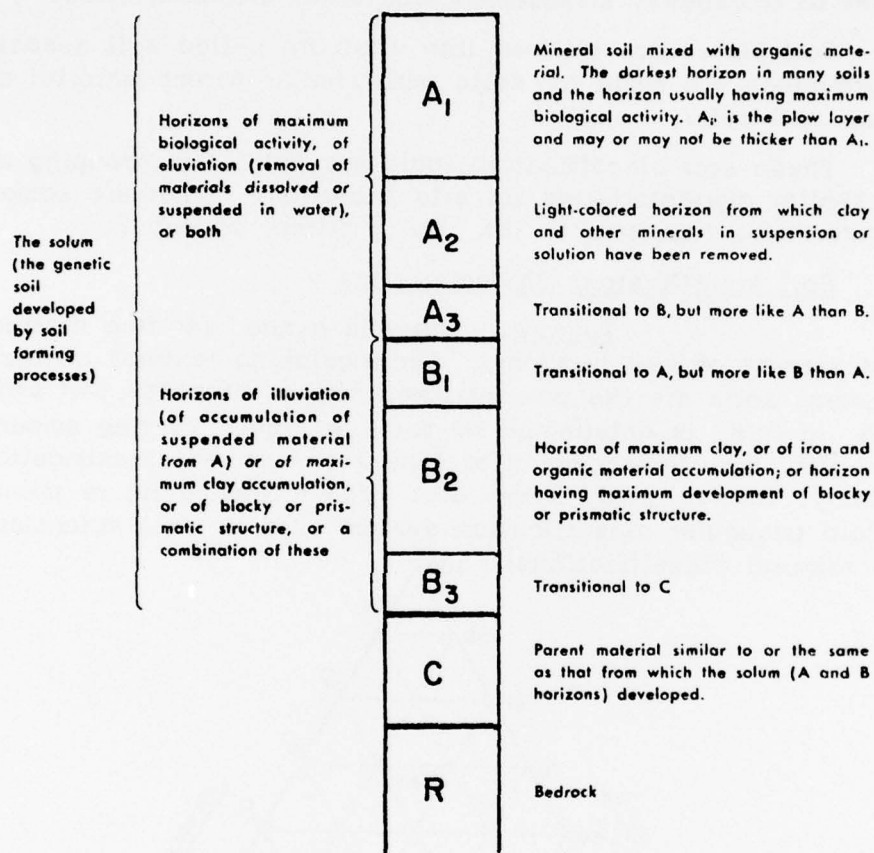 The solum
(the genetic
soil
developed
by soil
forming
processes)
Horizons of maximum
biological activity, of
eluviation (removal of
materials dissolved or
suspended in water),
or both
Horizons of illuviation
(of accumulation of
suspended material
from A) or of maxi-
mum clay accumulation,
or of blocky or pris-
matic structure, or a
combination of these
A₁
Mineral soil mixed with organic mate-
rial. The darkest horizon in many soils
and the horizon usually having maximum
biological activity. Aₚ is the plow layer
and may or may not be thicker than A₁.
A₂
Light-colored horizon from which clay
and other minerals in suspension or
solution have been removed.
A₃
Transitional to B, but more like A than B.
B₁
Transitional to A, but more like B than A.
B₂
Horizon of maximum clay, or of iron and
organic material accumulation; or horizon
having maximum development of blocky
or prismatic structure.
B₃
Transitional to C
C
Parent material similar to or the same
as that from which the solum (A and B
horizons) developed.
R
Bedrock